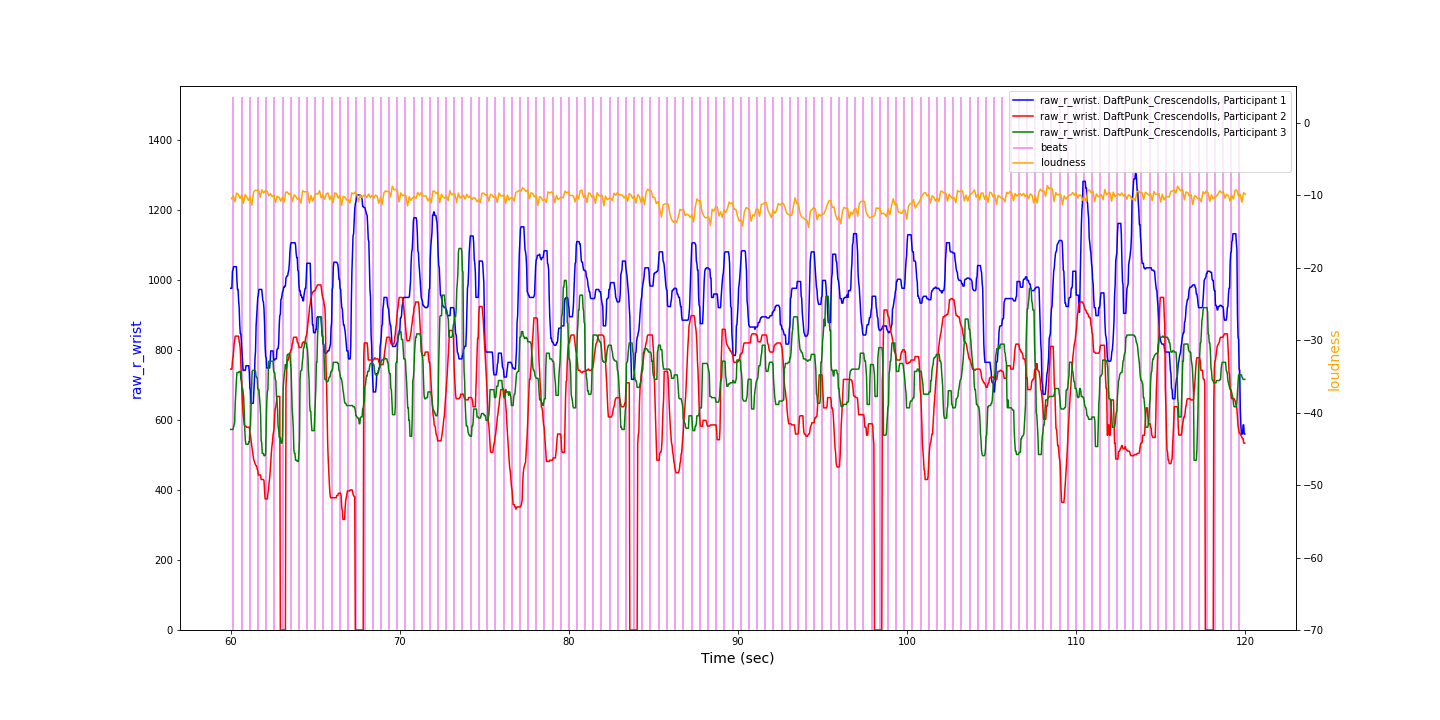 raw_r_wrist. DaftPunk_Crescendolls, Participant 1
raw_r_wrist. DaftPunk_Crescendolls, Participant 2
raw_r_wrist. DaftPunk_Crescendolls, Participant 3
beats
loudness
1400
1200
1000
800
600
400
200
0
raw_r_wrist
0
−10
−20
−30
−40
−50
−60
−70
loudness
60
70
80
90
100
110
120
Time (sec)